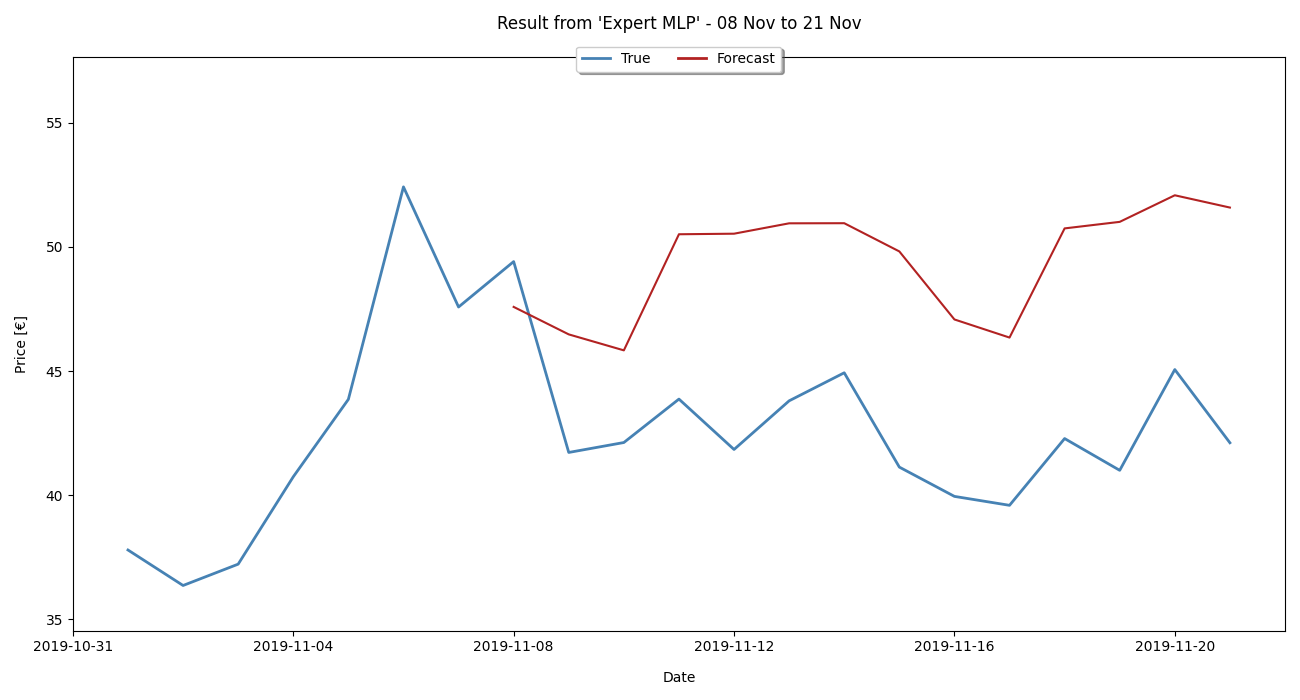 Result from 'Expert MLP' - 08 Nov to 21 Nov
True Forecast
55
50
45
40
35
Price [€]
2019-10-31 2019-11-04 2019-11-08 2019-11-12 2019-11-16 2019-11-20
Date